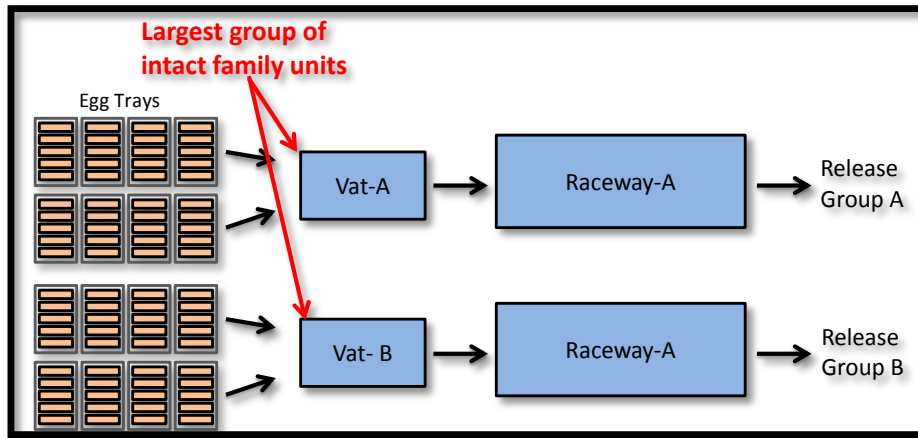 Largest group of
intact family units
Egg Trays
Vat-A
Raceway-A
Release
Group A
Vat- B
Raceway-A
Release
Group B